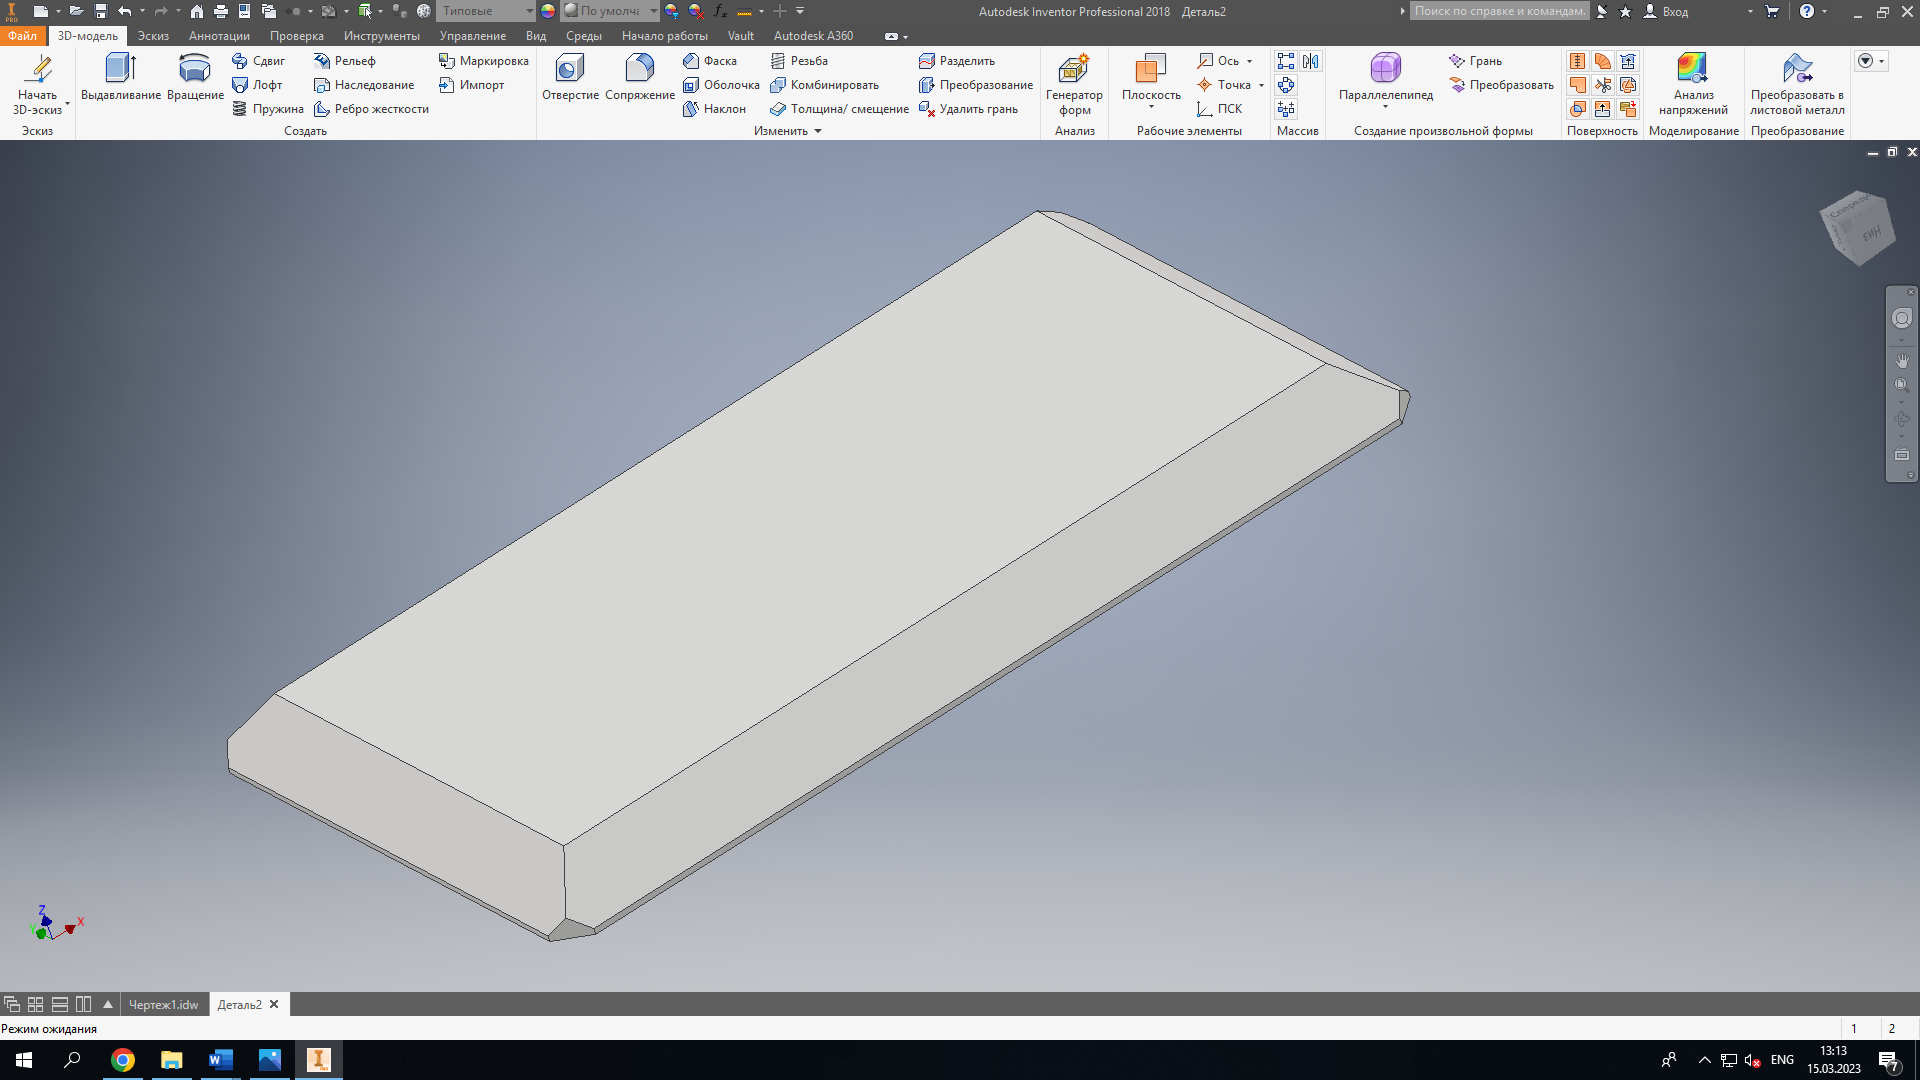 Типовые
По умолча
Autodesk Inventor Professional 2018 Деталь2
Поиск по справке и командам.
Вход
Файл 3D-модель Эскиз Аннотации Проверка Инструменты Управление Вид Среды Начало работы Vault Autodesk A360
Начать
3D-эскиз
Эскиз
Выдавливание
Вращение
Сдвиг
Лофт
Пружина
Рельеф
Наследование
Ребро жесткости
Маркировка
Импорт
Создать
Отверстие
Сопряжение
Фаска
Оболочка
Наклон
Резьба
Комбинировать
Толщина/ смещение
Разделить
Преобразование
Удалить грань
Изменить
Генератор
форм
Анализ
Плоскость
Ось
Точка
ПСК
Рабочие элементы
Массив
Параллелепипед
Грань
Преобразовать
Создание произвольной формы
Поверхность
Анализ
напряжений
Моделирование
Преобразовать в
листовой металл
Преобразование
Спереди
Низ
Z
X
Y
Чертеж1.idw
Деталь2
Режим ожидания
1 2
ENG
13:13
15.03.2023
7